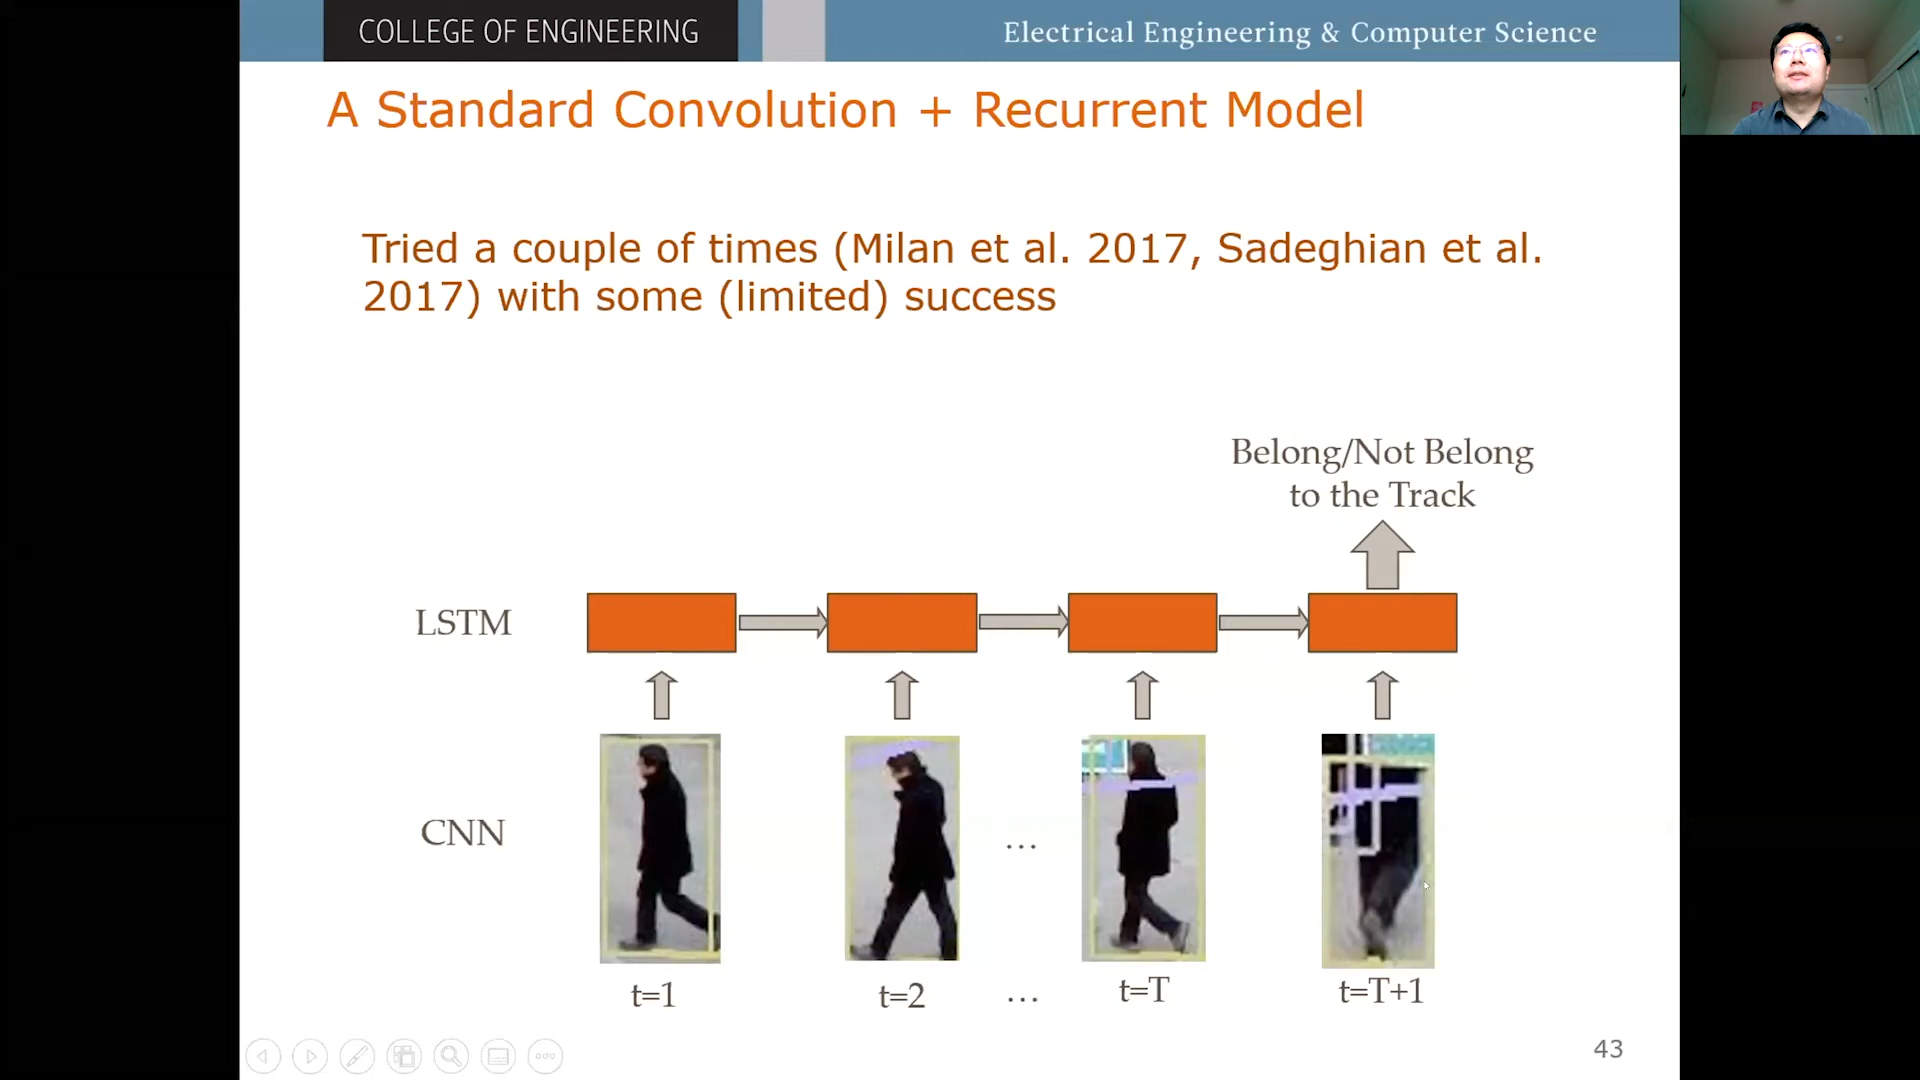 COLLEGE OF ENGINEERING
Electrical Engineering & Computer Science
A Standard Convolution + Recurrent Model
Tried a couple of times (Milan et al. 2017, Sadeghian et al.
2017) with some (limited) success
Belong/Not Belong
to the Track
LSTM
CNN
...
t=1
t=2
...
t=T
t=T+1
43